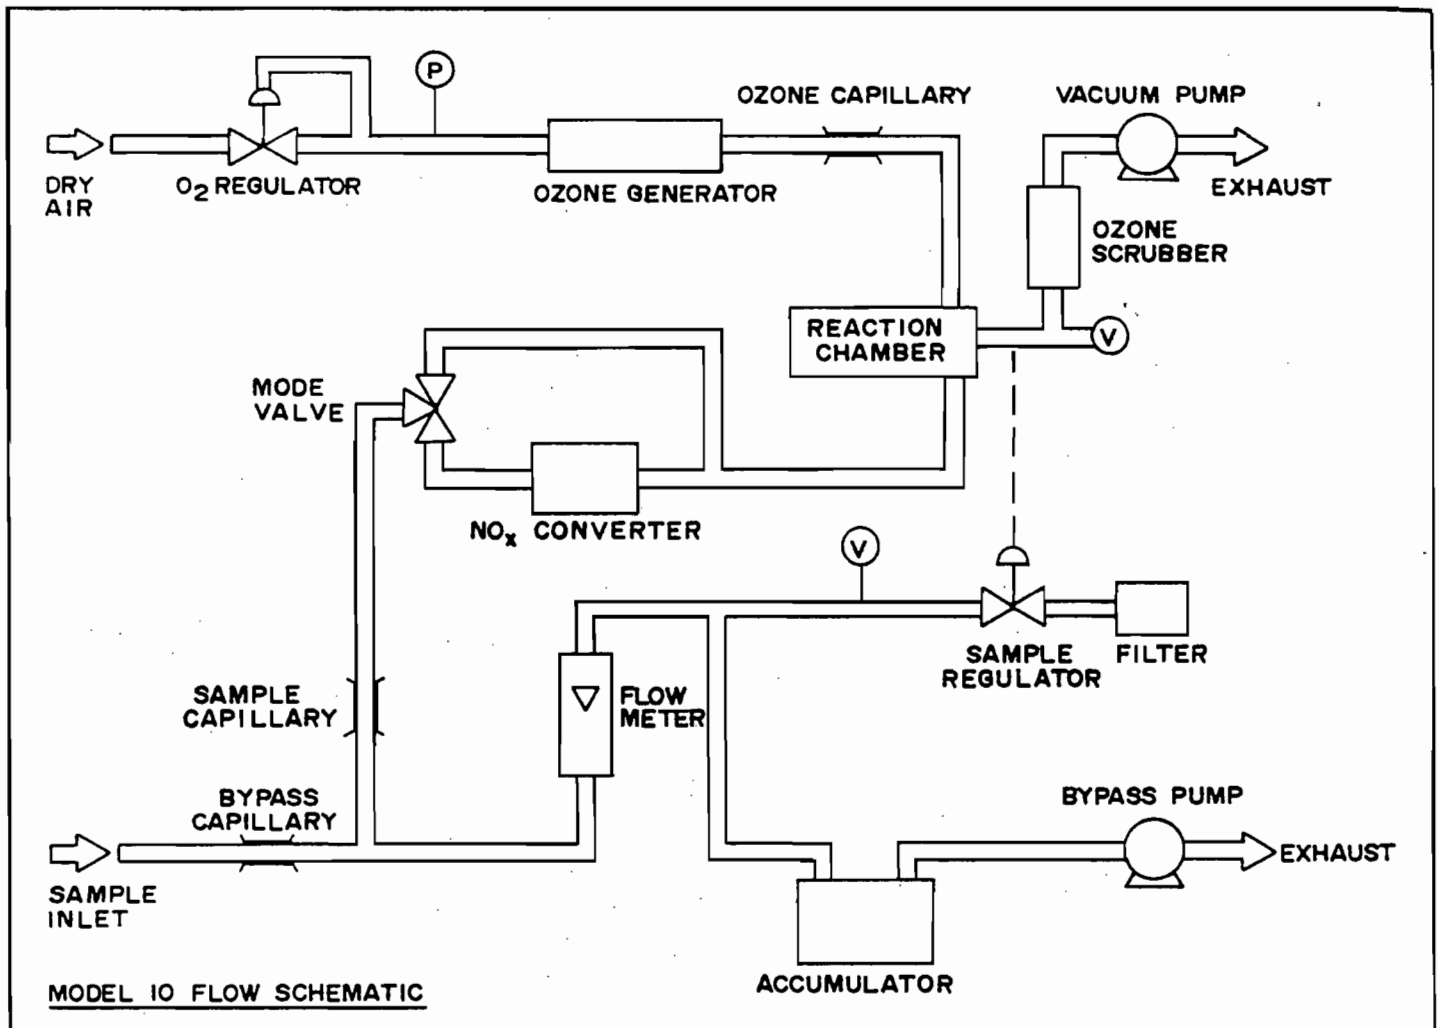 P
OZONE CAPILLARY
VACUUM PUMP
DRY
AIR
O2 REGULATOR
OZONE GENERATOR
EXHAUST
OZONE
SCRUBBER
REACTION
CHAMBER
V
MODE
VALVE
NOx CONVERTER
V
SAMPLE
REGULATOR
FILTER
SAMPLE
CAPILLARY
FLOW
METER
BYPASS
CAPILLARY
BYPASS PUMP
EXHAUST
SAMPLE
INLET
ACCUMULATOR
MODEL 10 FLOW SCHEMATIC